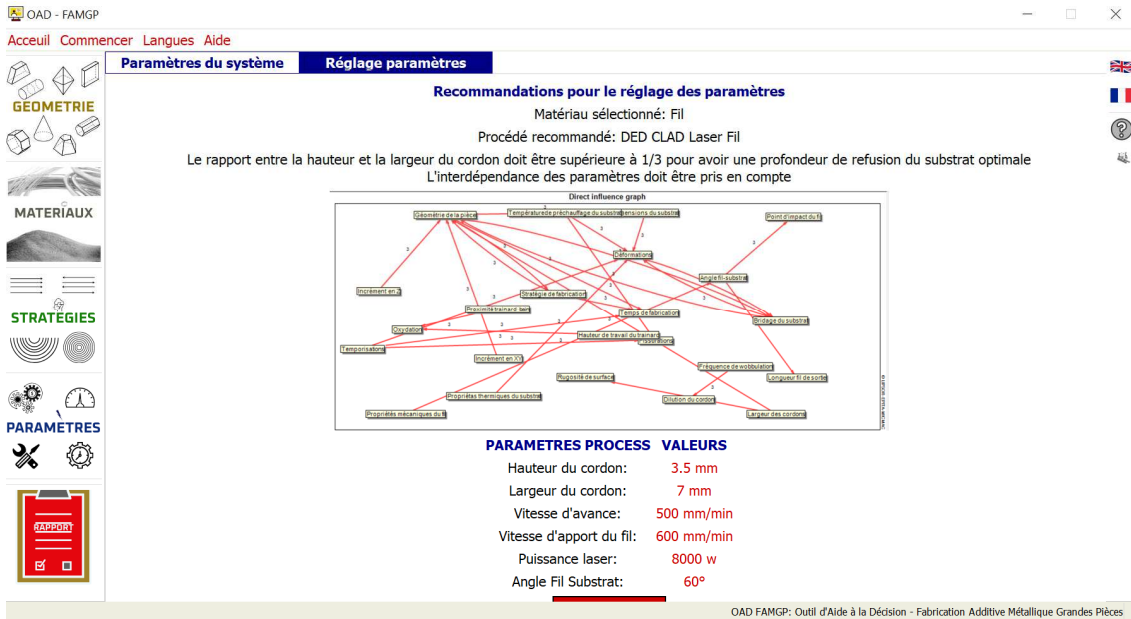 OAD - FAMGP
Acceuil Commencer Langues Aide
Paramètres du système Réglage paramètres
GEOMETRIE
MATERIAUX
STRATEGIES
PARAMETRES
RAPPORT
Recommandations pour le réglage des paramètres
Matériau sélectionné: Fil
Procédé recommandé: DED CLAD Laser Fil
Le rapport entre la hauteur et la largeur du cordon doit être supérieure à 1/3 pour avoir une profondeur de refusion du substrat optimale
L'interdépendance des paramètres doit être pris en compte
Direct influence graph
Géométrie de la pièce
Températurede préchauffage du substrat
ensions du substrat
Point d'impact du fil
Déformations
Angle fil-substrat
Incrément en Z
Stratégie de fabrication
Proximité trainard
Temps de fabrication
Bridage du substrat
Oxydation
Hauteur de travail du trainard
Temporisations
Incrément en XY
Fréquence de wobbulation
Rugosité de surface
Longueur fil de sortie
Propriétas thermiques du substrat
Dilution du cordon
Propriétés mécaniques du fil
Largeur des cordons
PARAMETRES PROCESS VALEURS
Hauteur du cordon: 3.5 mm
Largeur du cordon: 7 mm
Vitesse d'avance: 500 mm/min
Vitesse d'apport du fil: 600 mm/min
Puissance laser: 8000 w
Angle Fil Substrat: 60°
OAD FAMGP: Outil d'Aide à la Décision - Fabrication Additive Métallique Grandes Pièces